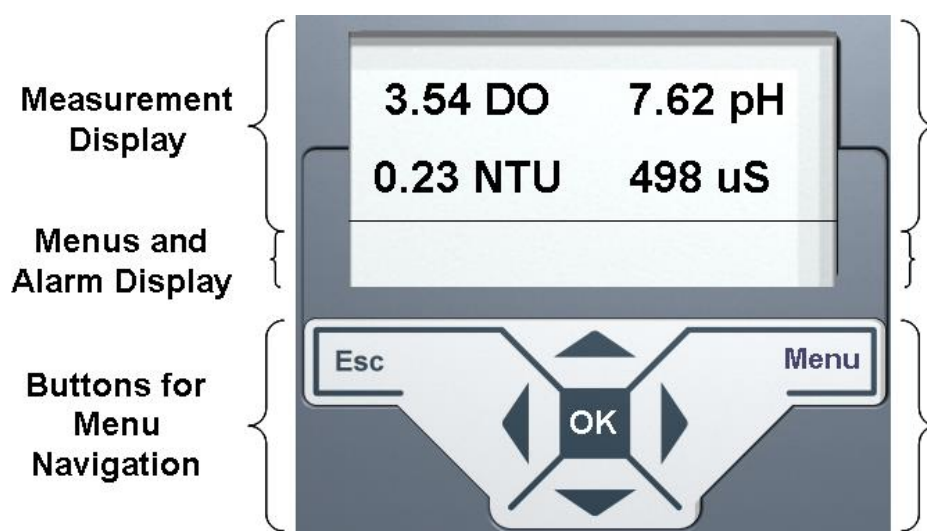 Measurement
Display
3.54 DO 7.62 pH
0.23 NTU 498 uS
Menus and
Alarm Display
Esc Menu
OK
Buttons for
Menu
Navigation